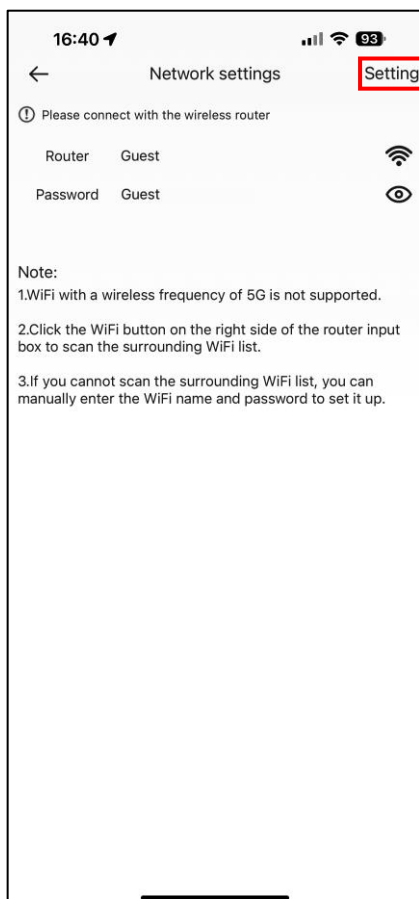 16:40 93
Network settings Setting
Please connect with the wireless router
Router Guest
Password Guest
Note:
1.WiFi with a wireless frequency of 5G is not supported.
2.Click the WiFi button on the right side of the router input
box to scan the surrounding WiFi list.
3.If you cannot scan the surrounding WiFi list, you can
manually enter the WiFi name and password to set it up.